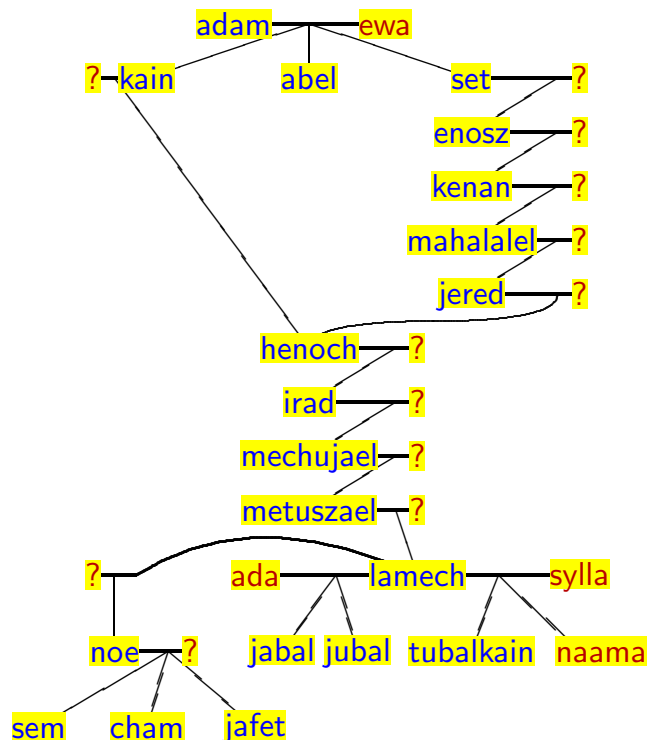 adam ewa
? kain abel set ?
enosz ?
kenan ?
mahalalel ?
jered ?
henoch ?
irad ?
mechujael ?
metuszael ?
? ada lamech sylla
noe ? jabal jubal tubalkain naama
sem cham jafet